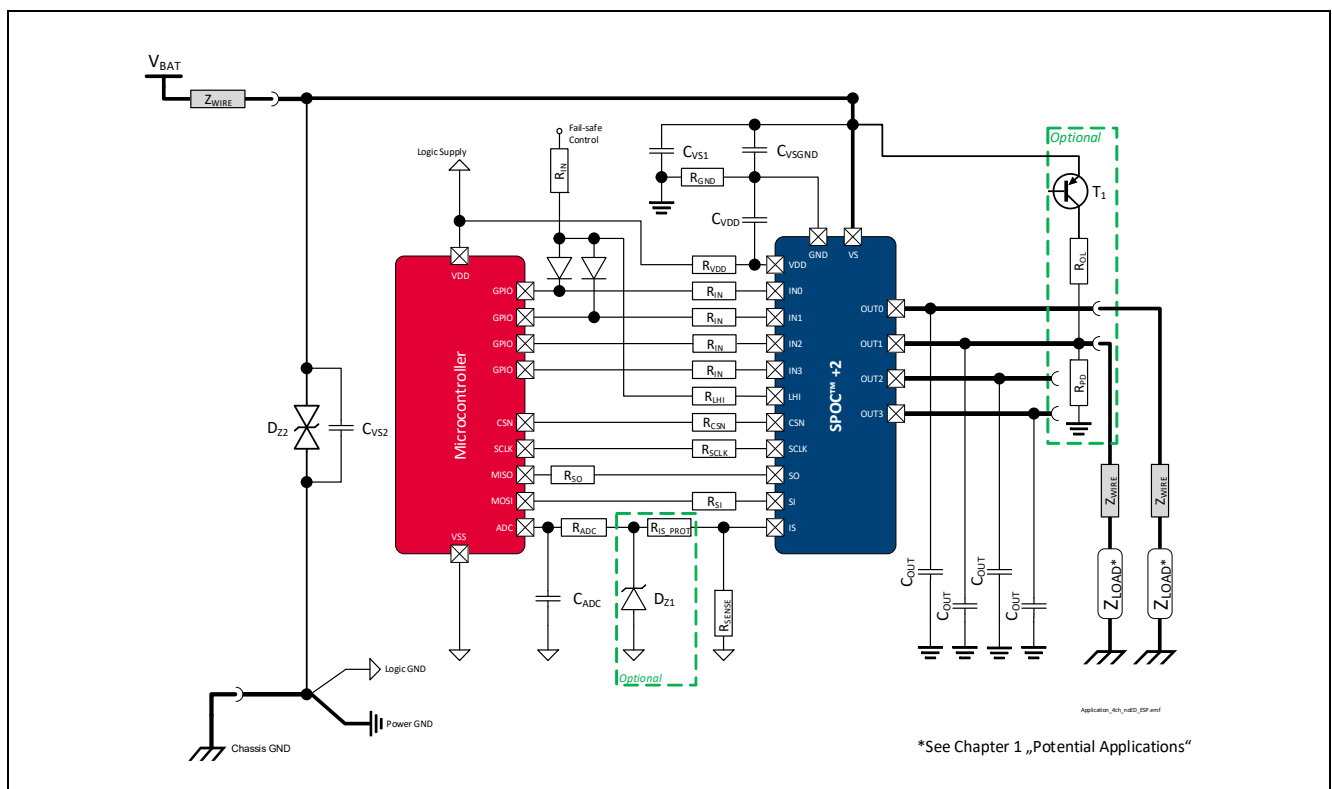 VBAT
ZWIRE
Fail-safe
Control
Logic Supply
RIN
CVS1
CVSGND
RGND
CVDD
Optional
T1
ROL
RPD
VDD
GND
VS
RVDD
VDD
GPIO
RIN
IN0
OUT0
GPIO
RIN
IN1
OUT1
GPIO
RIN
IN2
OUT2
GPIO
RIN
IN3
OUT3
RLHI
LHI
CSN
RCSN
CSN
SCLK
RSCLK
SCLK
MISO
RSO
SO
MOSI
RSI
SI
ADC
RADC
RIS_PROT
IS
Microcontroller
SPOC™ +2
VSS
DZ2
CVS2
CADC
DZ1
RSENSE
Optional
COUT
COUT
COUT
COUT
ZWIRE
ZWIRE
ZLOAD*
ZLOAD*
Logic GND
Power GND
Chassis GND
Application_4ch_noED_ESP.emf
*See Chapter 1 „Potential Applications“